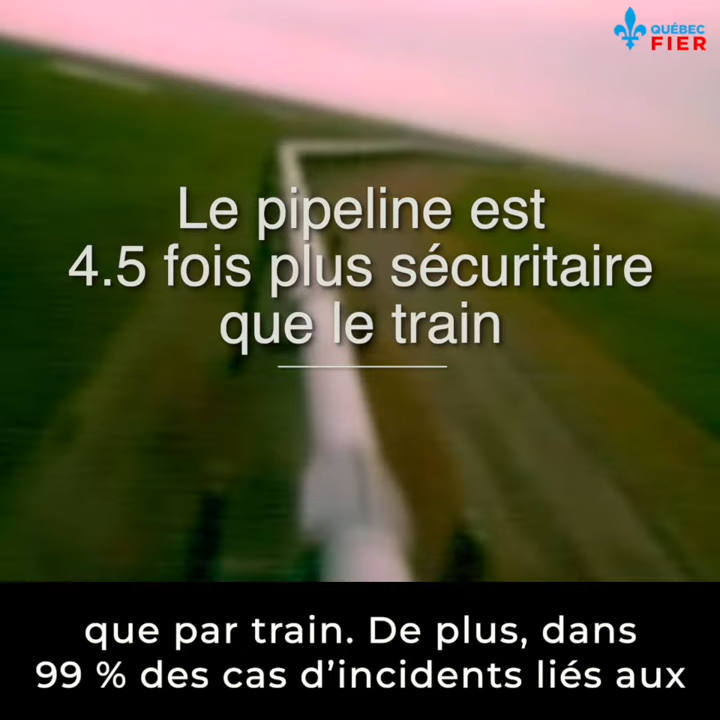 QUÉBEC
FIER
Le pipeline est
4.5 fois plus sécuritaire
que le train
que par train. De plus, dans
99 % des cas d’incidents liés aux